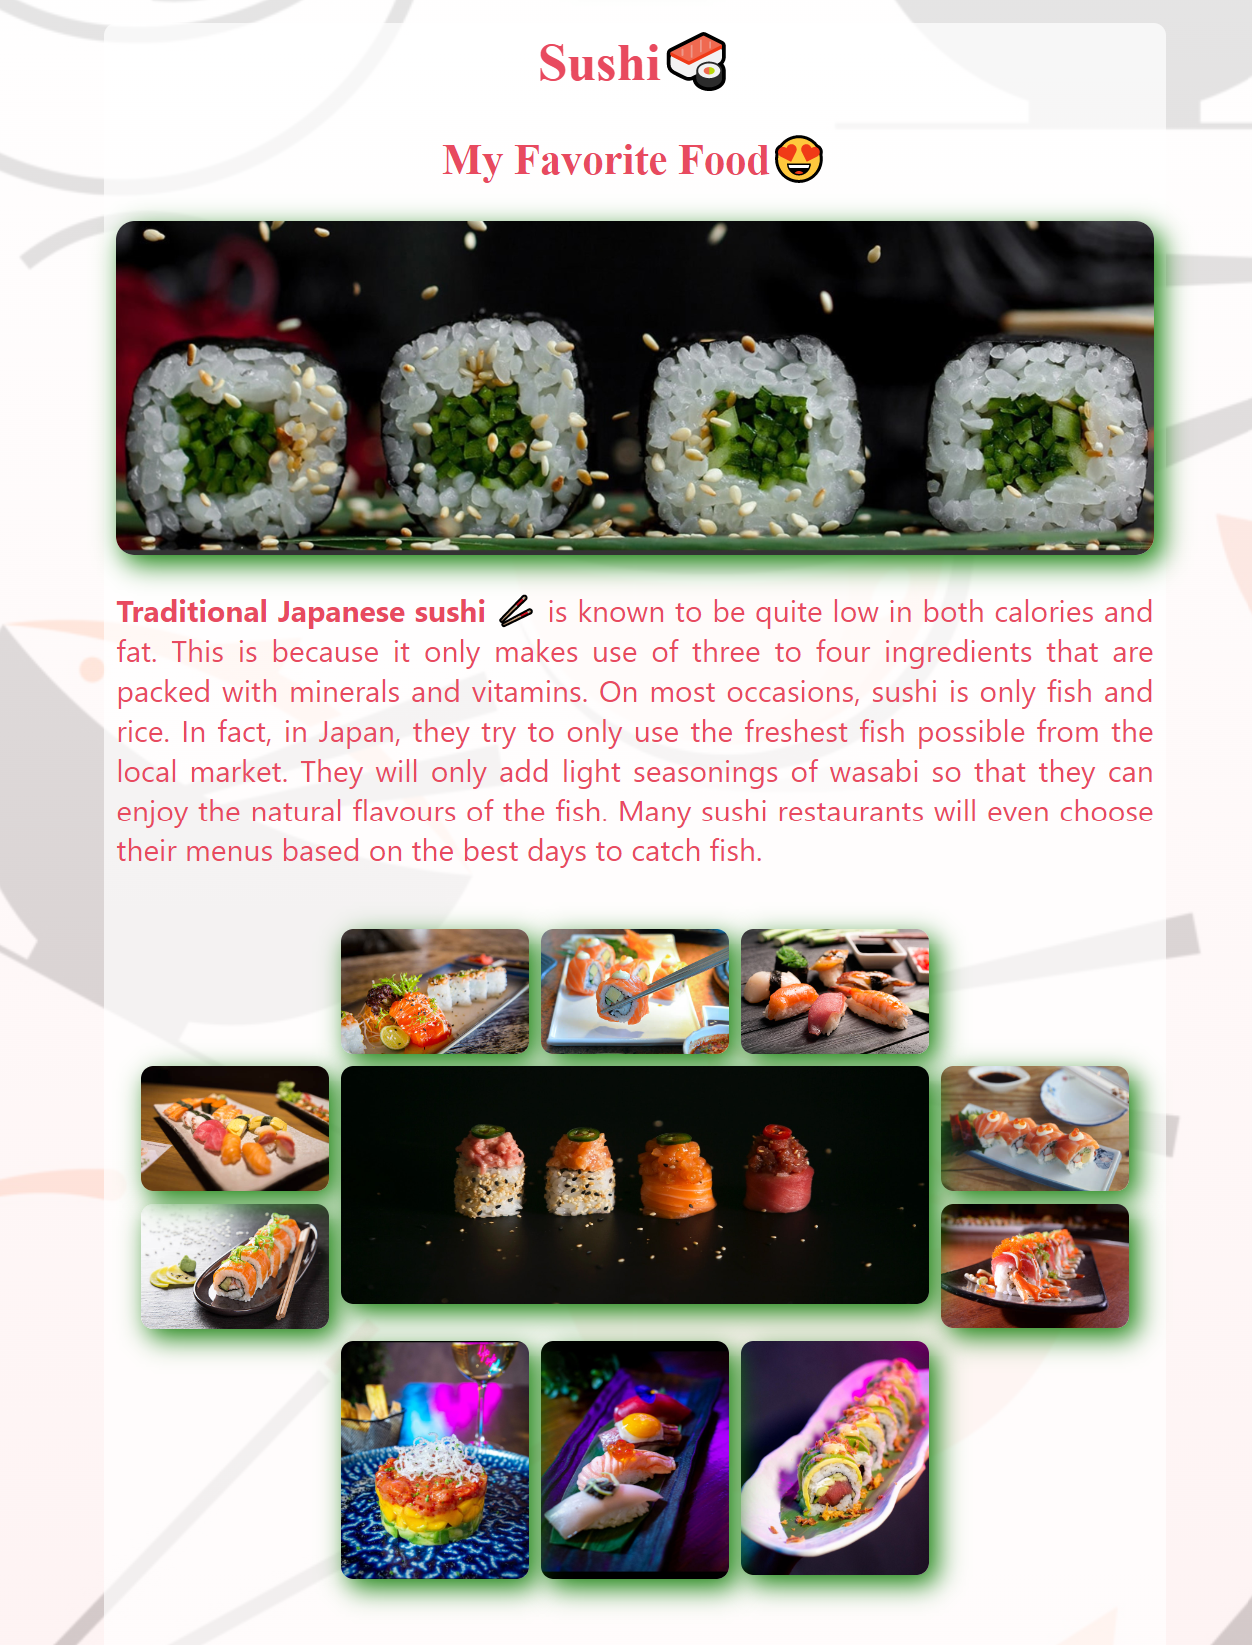 Sushi🍣
My Favorite Food😍
Traditional Japanese sushi 🥢 is known to be quite low in both calories and
fat. This is because it only makes use of three to four ingredients that are
packed with minerals and vitamins. On most occasions, sushi is only fish and
rice. In fact, in Japan, they try to only use the freshest fish possible from the
local market. They will only add light seasonings of wasabi so that they can
enjoy the natural flavours of the fish. Many sushi restaurants will even choose
their menus based on the best days to catch fish.